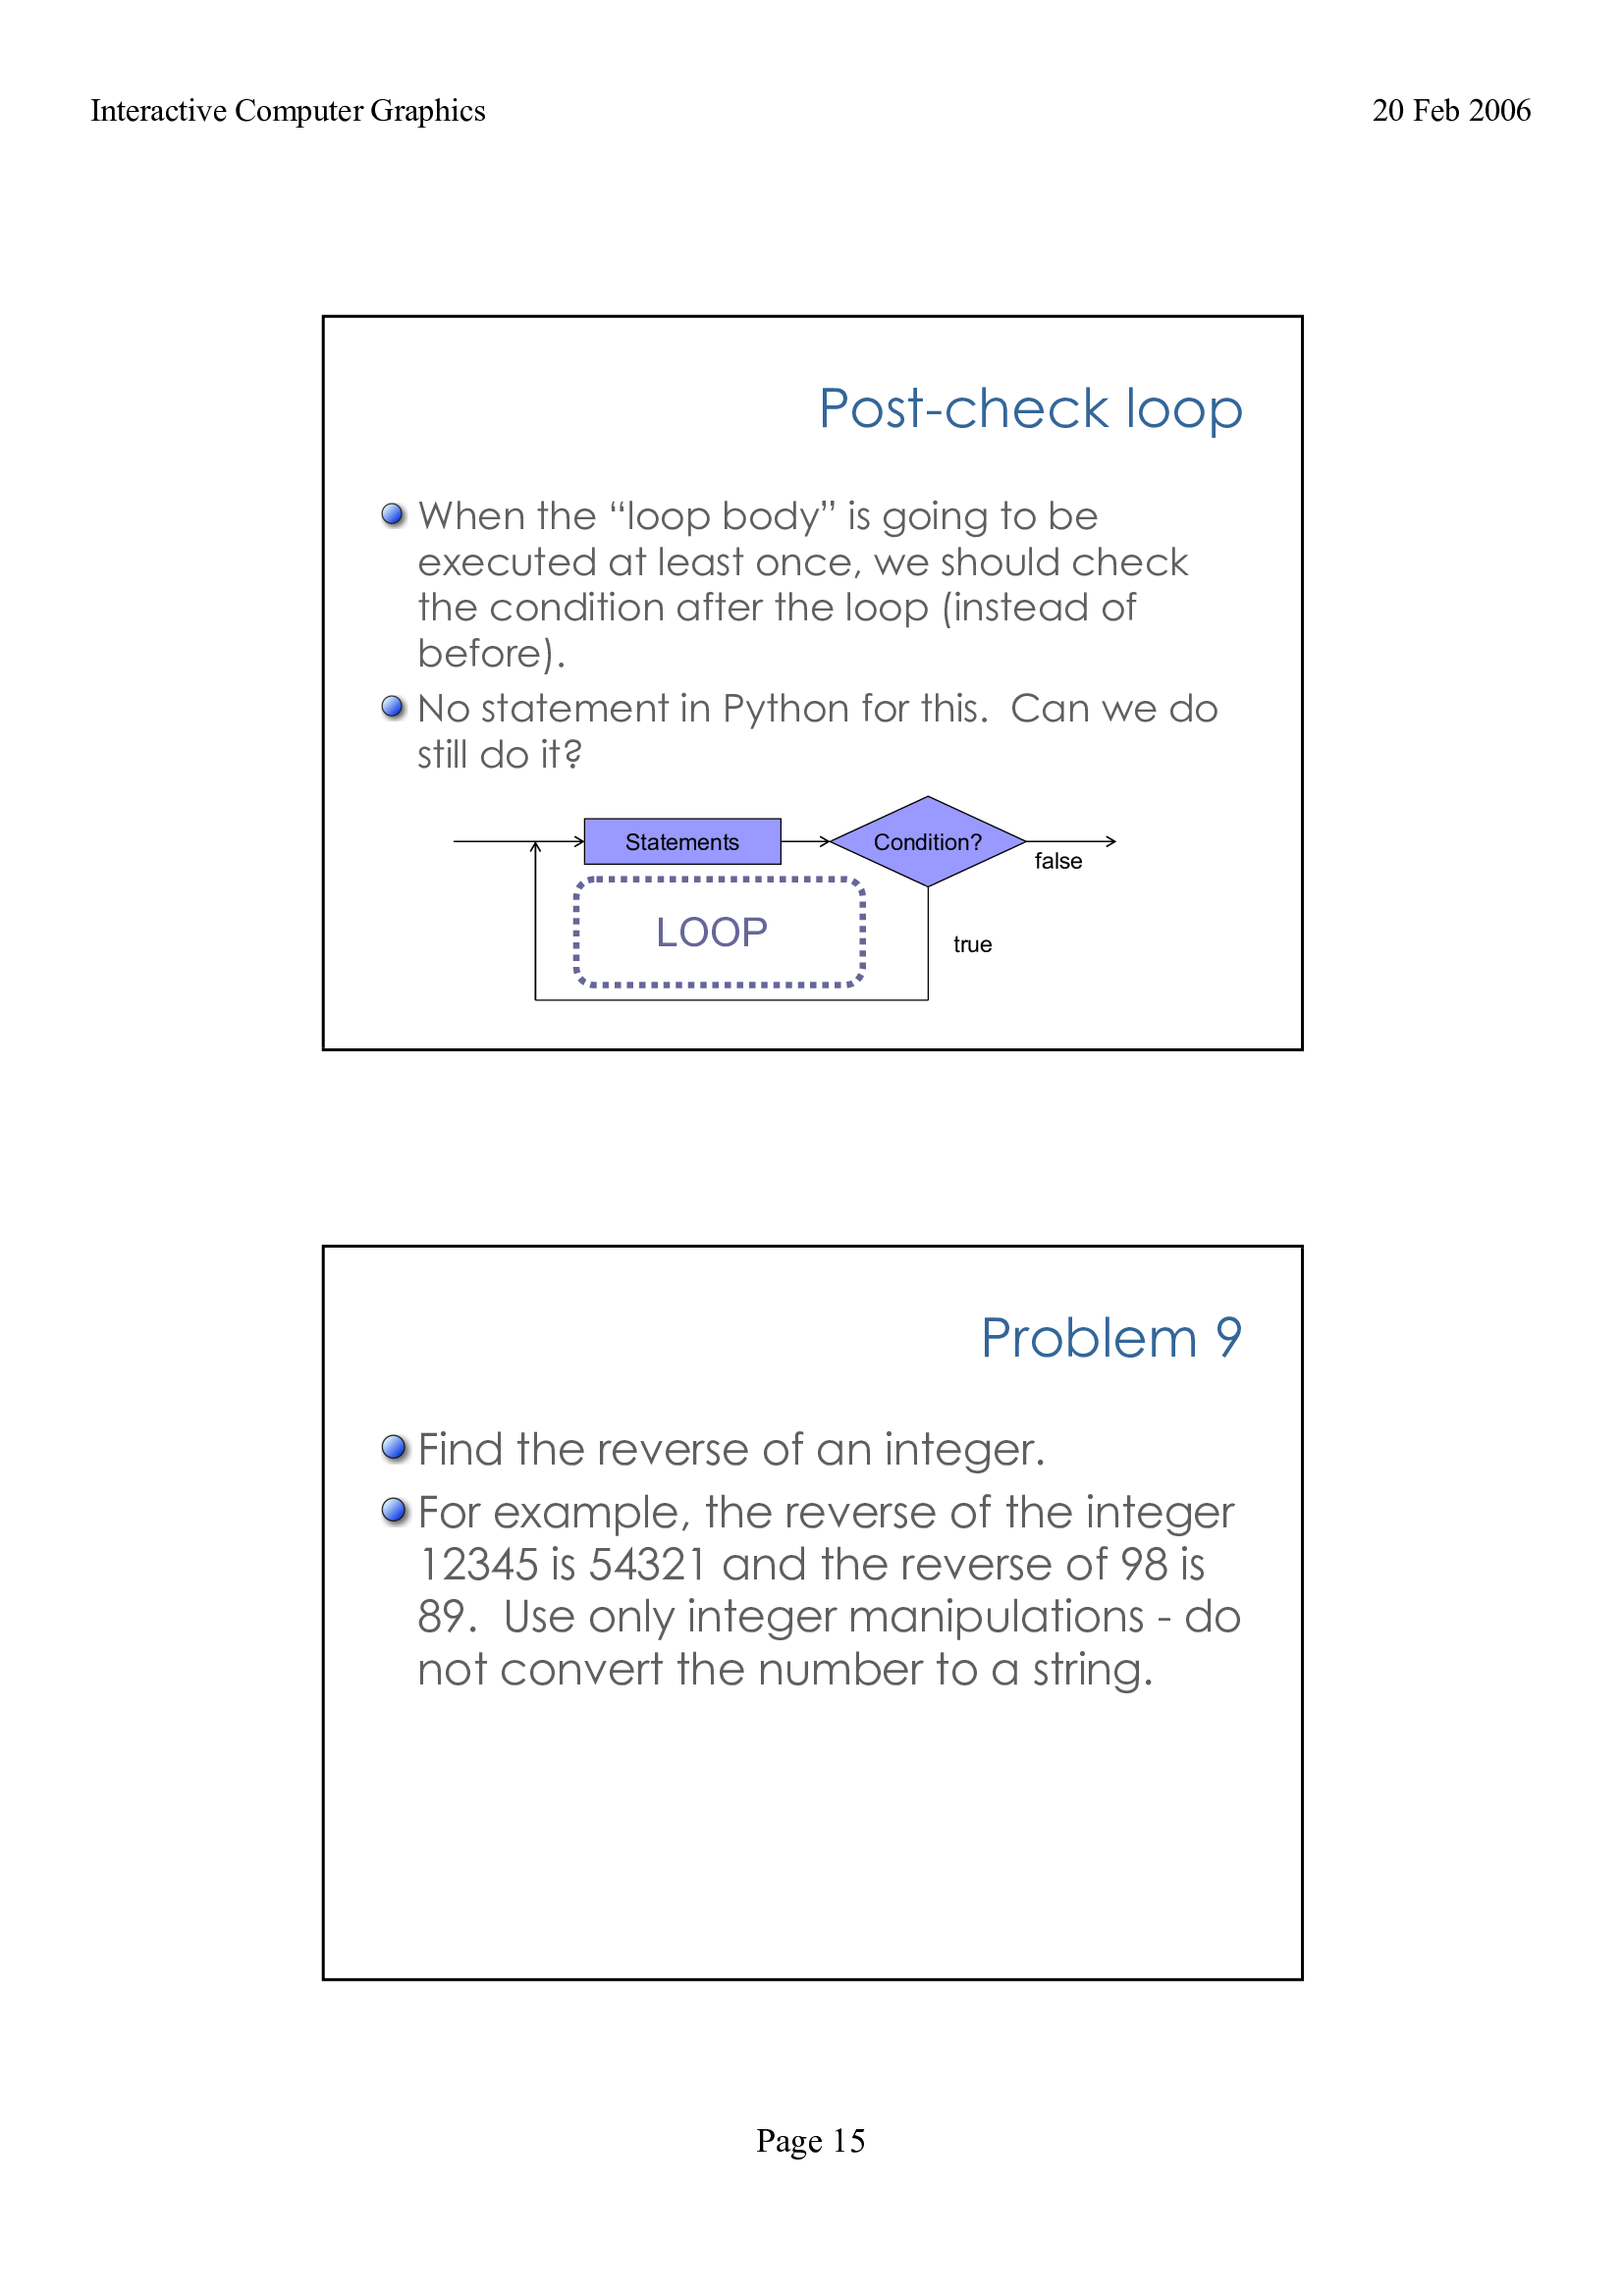 Interactive Computer Graphics 20 Feb 2006
Post-check loop
When the “loop body” is going to be
executed at least once, we should check
the condition after the loop (instead of
before).
No statement in Python for this.  Can we do
still do it?
Statements
Condition?
false
LOOP
true
Problem 9
Find the reverse of an integer.
For example, the reverse of the integer
12345 is 54321 and the reverse of 98 is
89.  Use only integer manipulations - do
not convert the number to a string.
Page 15